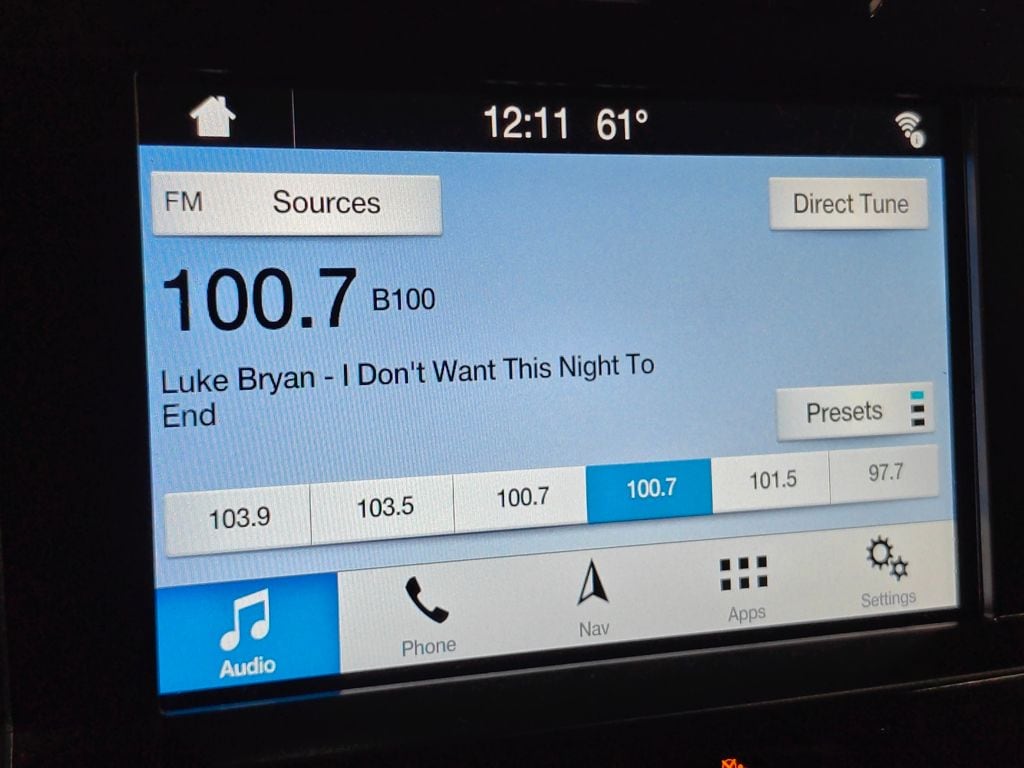 12:11 61°
FM Sources
Direct Tune
100.7 B100
Luke Bryan - I Don't Want This Night To
End
Presets
103.9 103.5 100.7 100.7 101.5 97.7
Audio Phone Nav Apps Settings